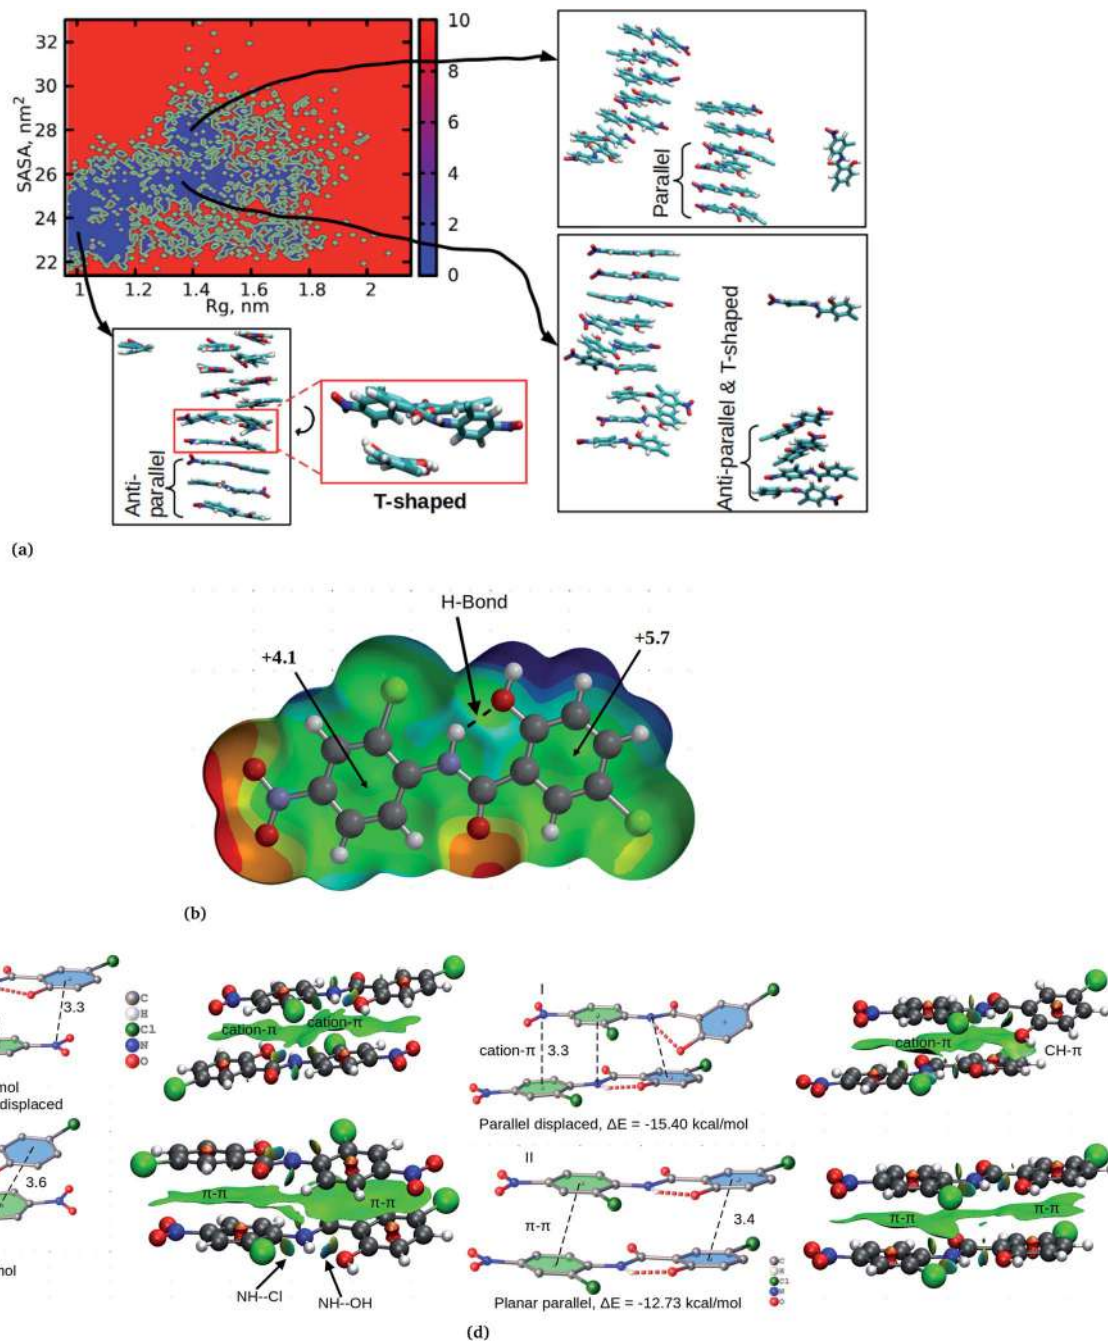 32
30
28
26
24
22
SASA, nm²
1
1.2
1.4
1.6
1.8
2
Rg, nm
10
8
6
4
2
0
Parallel
Anti-parallel & T-shaped
Anti-
parallel
T-shaped
(a)
H-Bond
+4.1
+5.7
(b)
3.3
C
H
Cl
N
O
mol
displaced
cation-π
cation-π
3.6
mol
π-π
π-π
NH--Cl
NH--OH
I
cation-π
3.3
Parallel displaced, ΔE = -15.40 kcal/mol
cation-π
CH-π
II
π-π
3.4
Planar parallel, ΔE = -12.73 kcal/mol
C
H
Cl
N
O
π-π
π-π
(d)